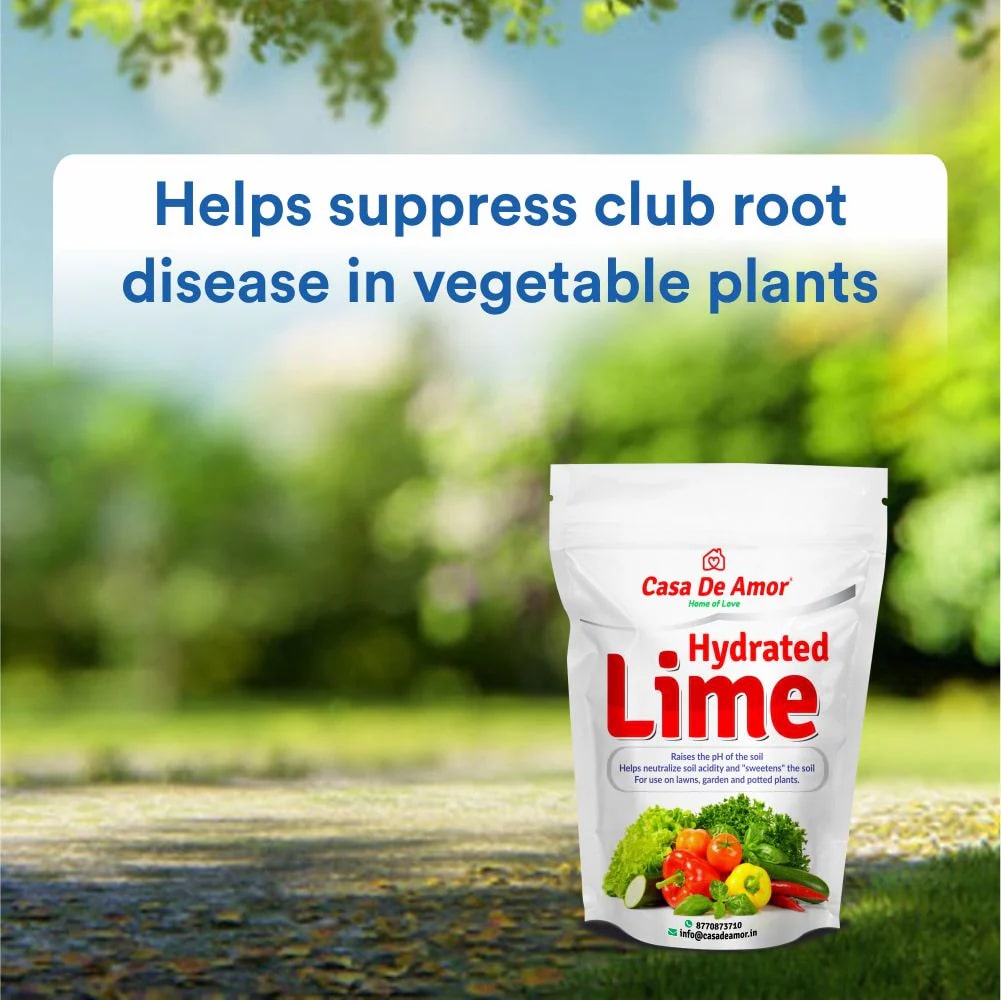 Helps suppress club root
disease in vegetable plants
Casa De Amor®
Home of Love
Hydrated
Lime
Raises the pH of the soil
Helps neutralize soil acidity and "sweetens" the soil
For use on lawns, garden and potted plants.
8770873710
info@casadeamor.in